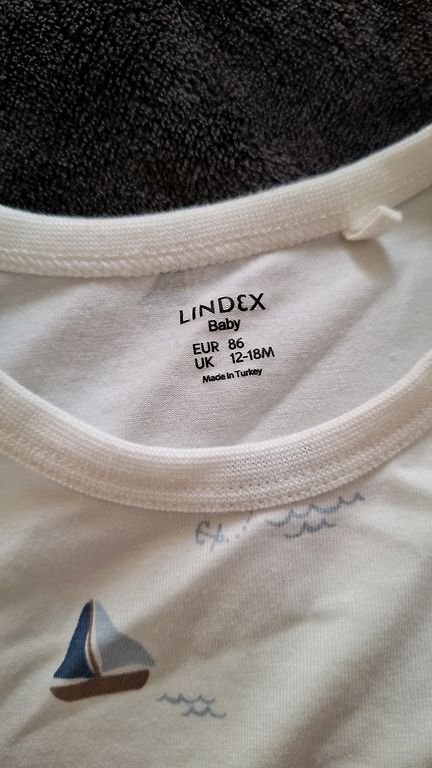 LINDEX
Baby
EUR 86
UK 12-18M
Made in Turkey